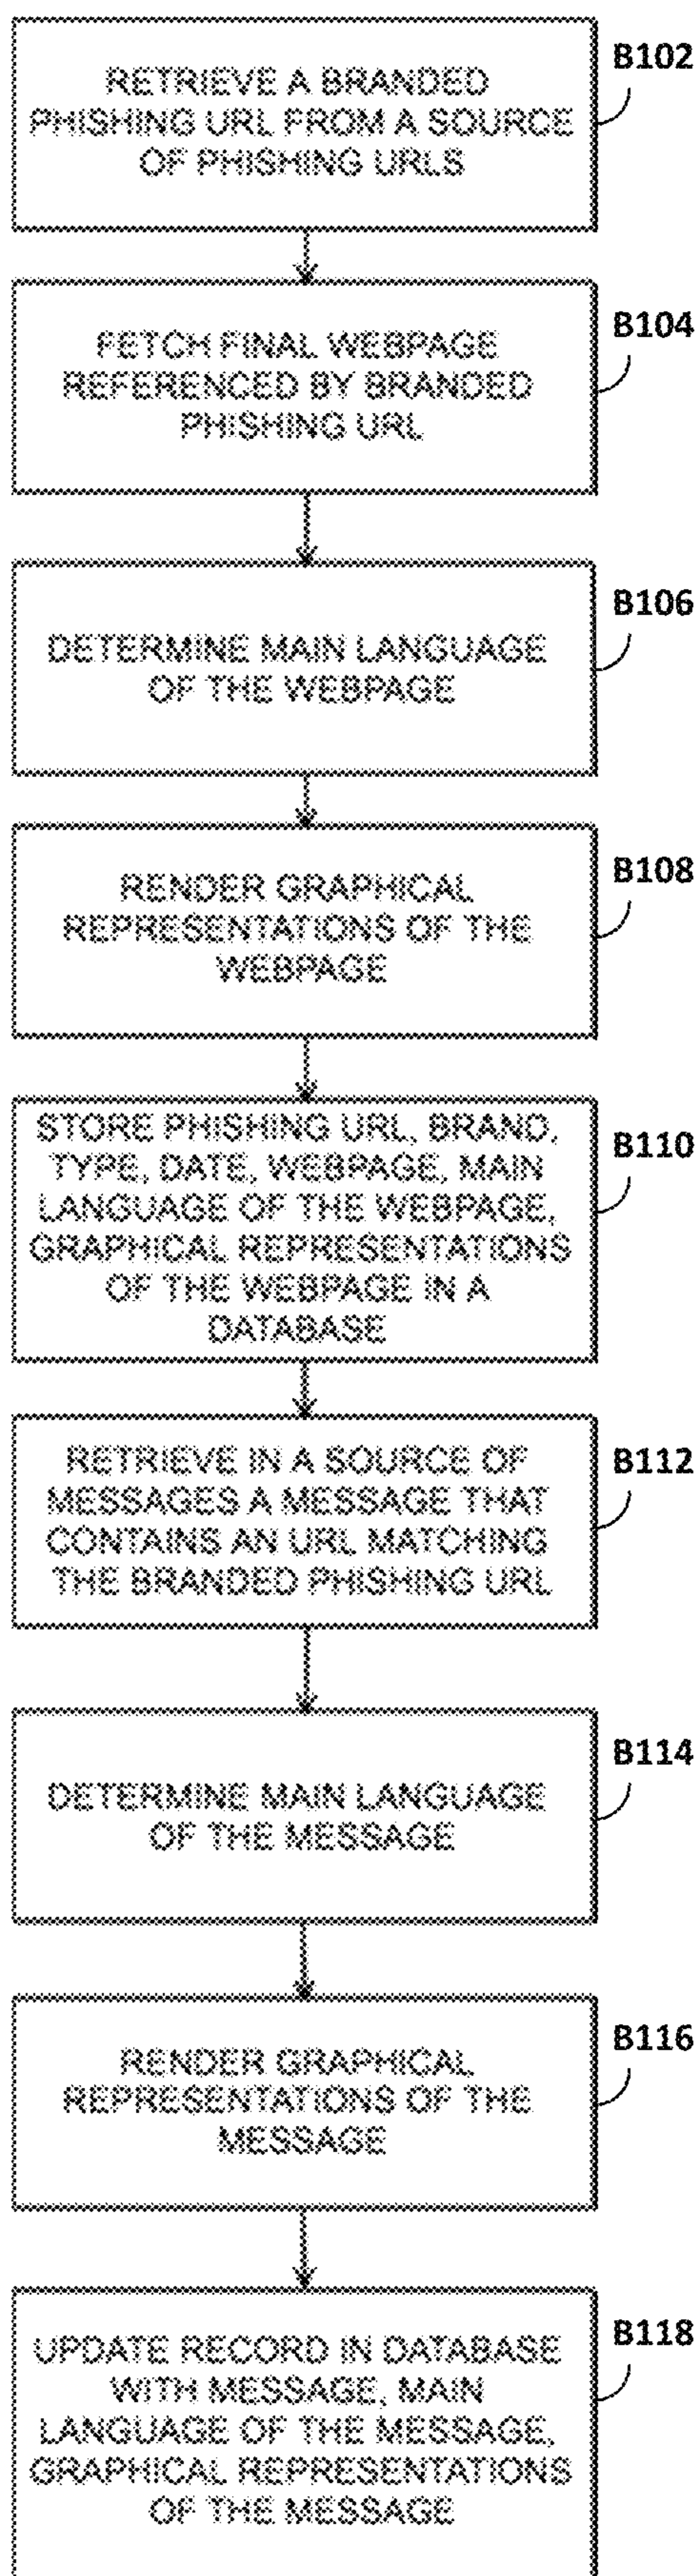 RETRIEVE A BRANDED
PHISHING URL FROM A SOURCE
OF PHISHING URLS
B102
FETCH FINAL WEBPAGE
REFERENCED BY BRANDED
PHISHING URL
B104
DETERMINE MAIN LANGUAGE
OF THE WEBPAGE
B106
RENDER GRAPHICAL
REPRESENTATIONS OF THE
WEBPAGE
B108
STORE PHISHING URL, BRAND,
TYPE, DATE, WEBPAGE, MAIN
LANGUAGE OF THE WEBPAGE,
GRAPHICAL REPRESENTATIONS
OF THE WEBPAGE IN A
DATABASE
B110
RETRIEVE IN A SOURCE OF
MESSAGES A MESSAGE THAT
CONTAINS AN URL MATCHING
THE BRANDED PHISHING URL
B112
DETERMINE MAIN LANGUAGE
OF THE MESSAGE
B114
RENDER GRAPHICAL
REPRESENTATIONS OF THE
MESSAGE
B116
UPDATE RECORD IN DATABASE
WITH MESSAGE, MAIN
LANGUAGE OF THE MESSAGE,
GRAPHICAL REPRESENTATIONS
OF THE MESSAGE
B118